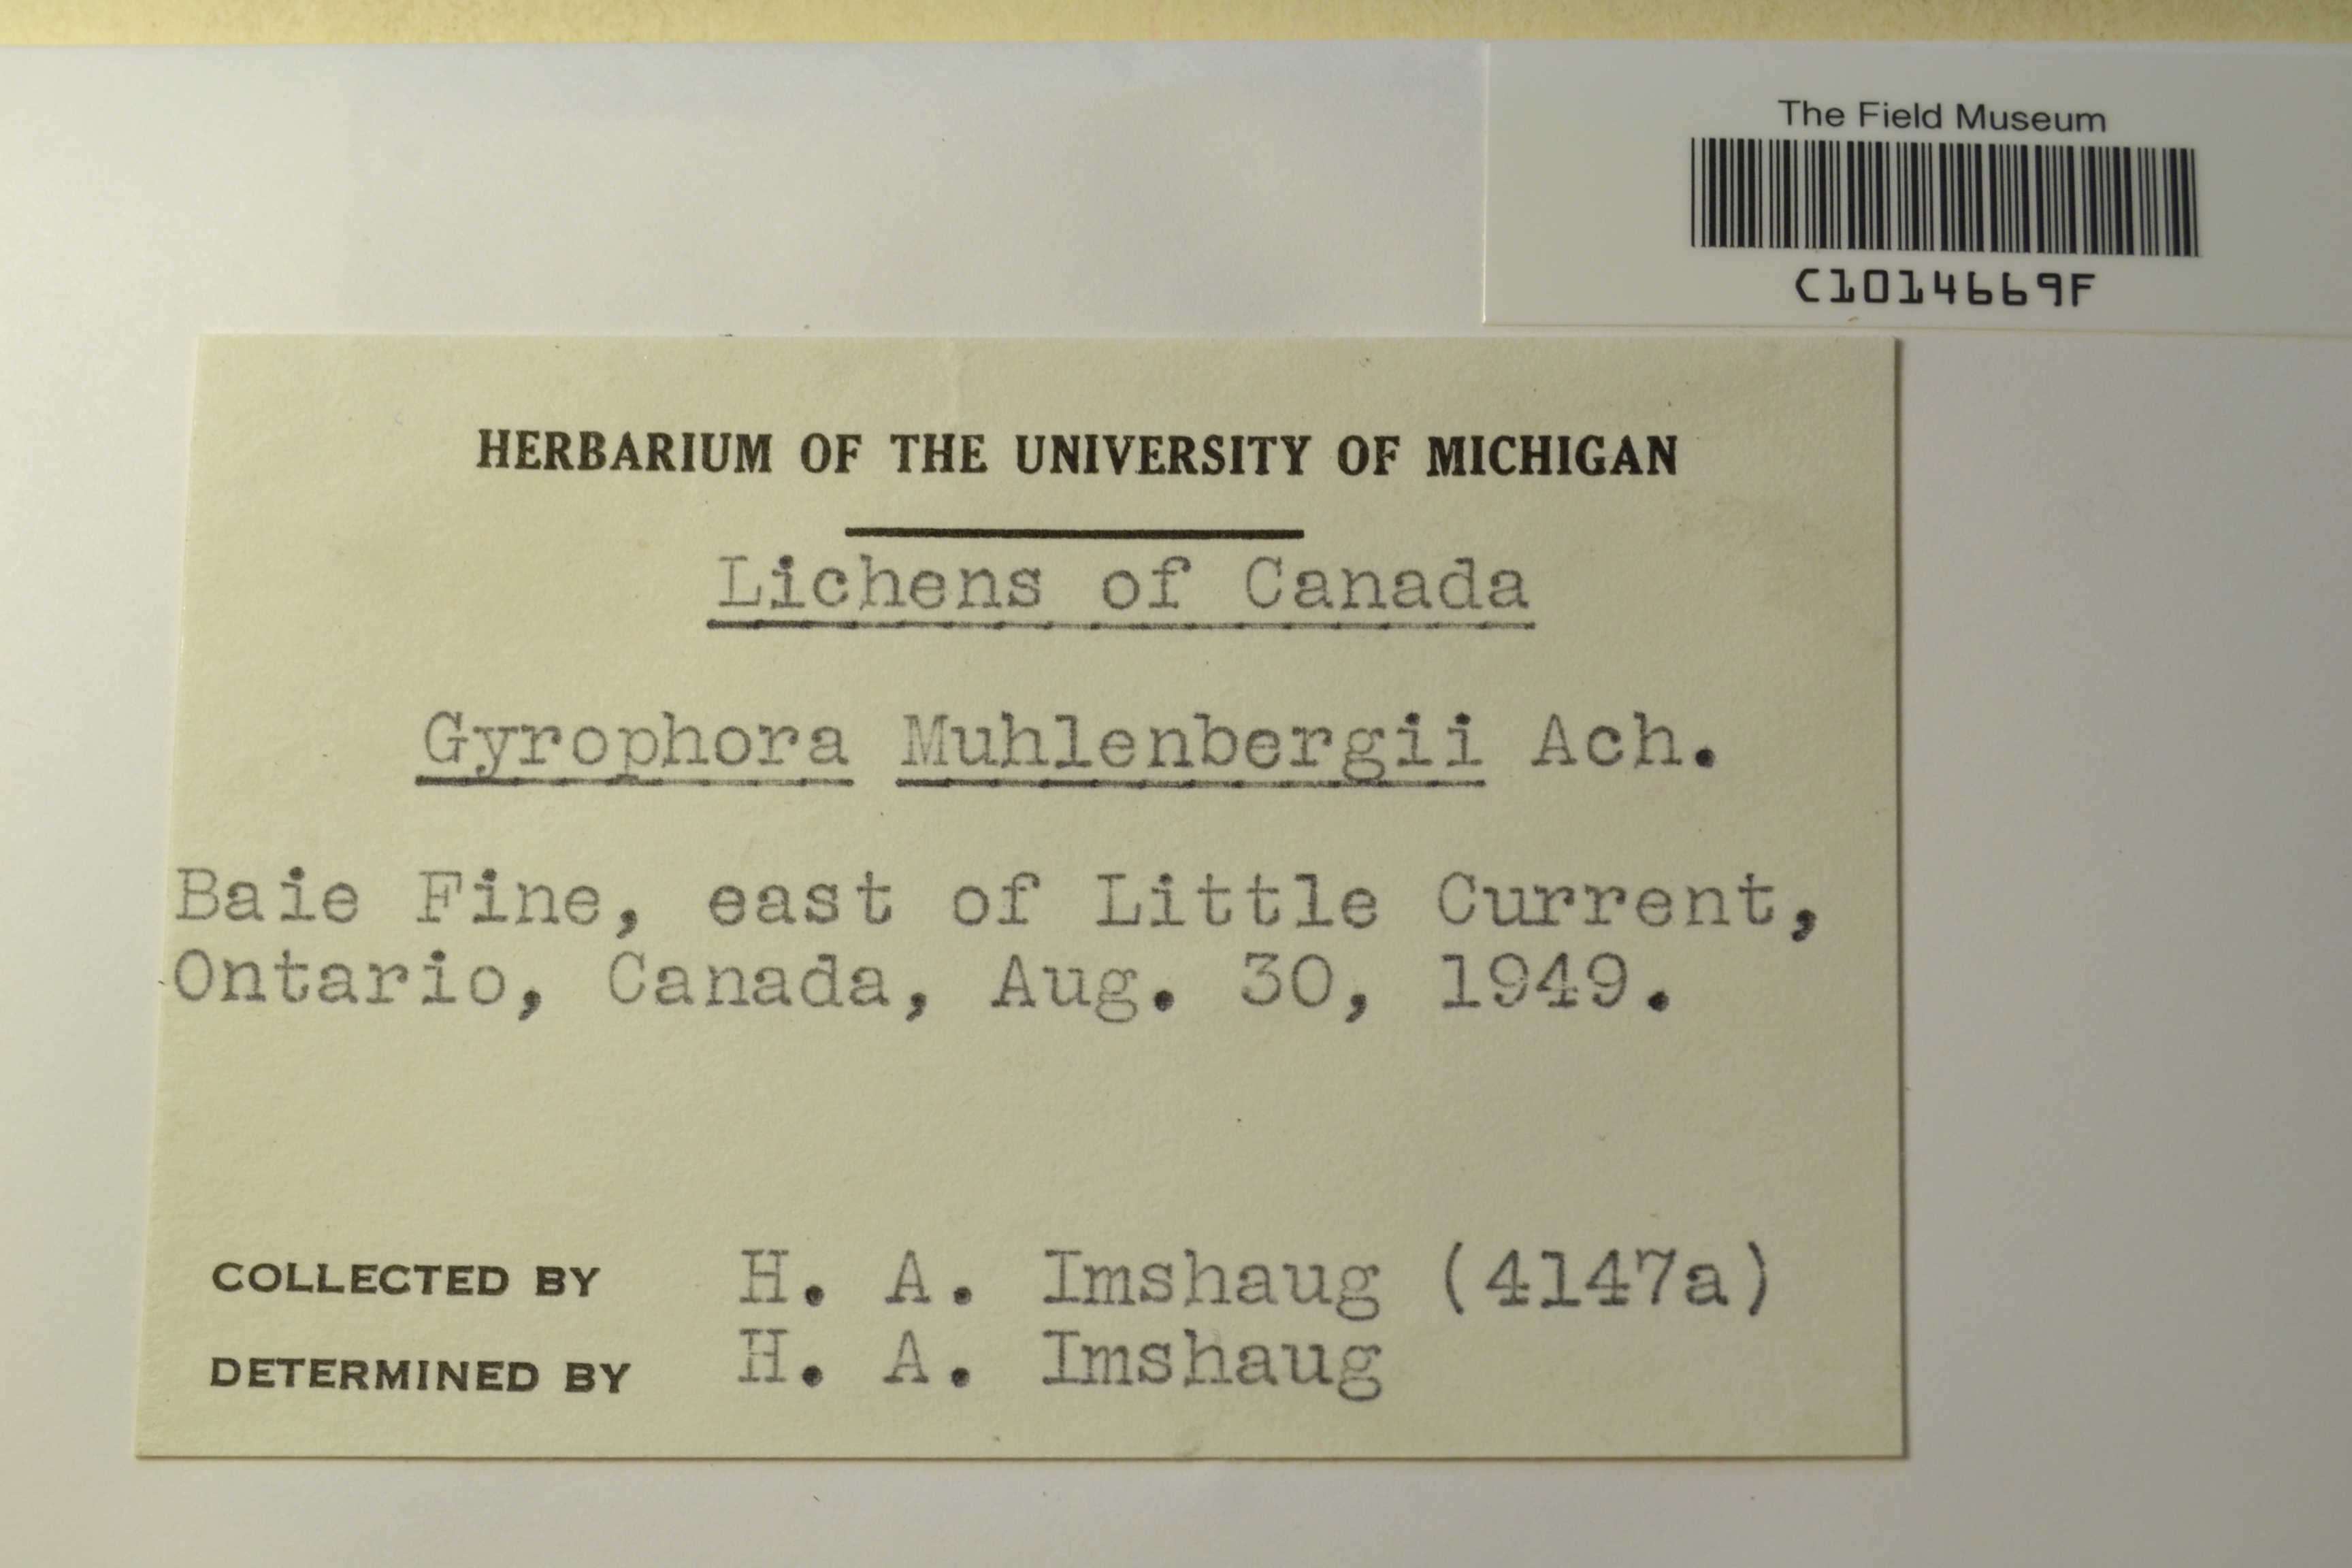 The Field Museum
C1014669F
HERBARIUM OF THE UNIVERSITY OF MICHIGAN
Lichens of Canada
Gyrophora Muhlenbergii Ach.
Baie Fine, east of Little Current,
Ontario, Canada, Aug. 30, 1949.
COLLECTED BY H. A. Imshaug (4147a)
DETERMINED BY H. A. Imshaug